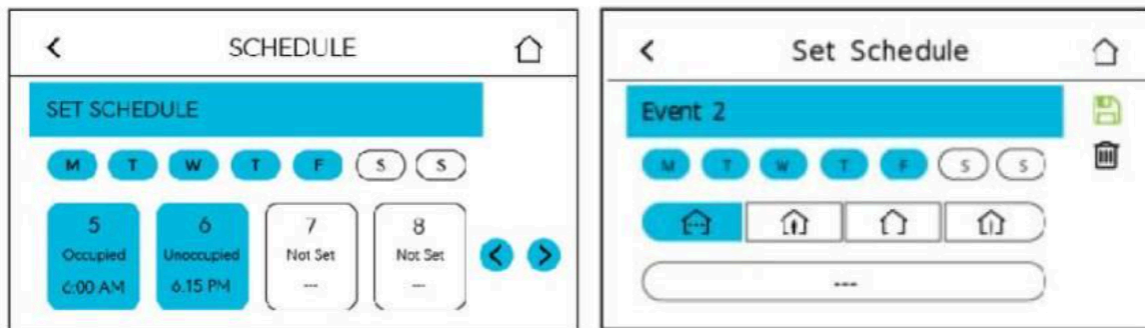 SCHEDULE
SET SCHEDULE
M T W T F S S
5 6 7 8
Occupied Unoccupied Not Set Not Set
6:00 AM 6.15 PM --- ---
Set Schedule
Event 2
M T W T F S S
---